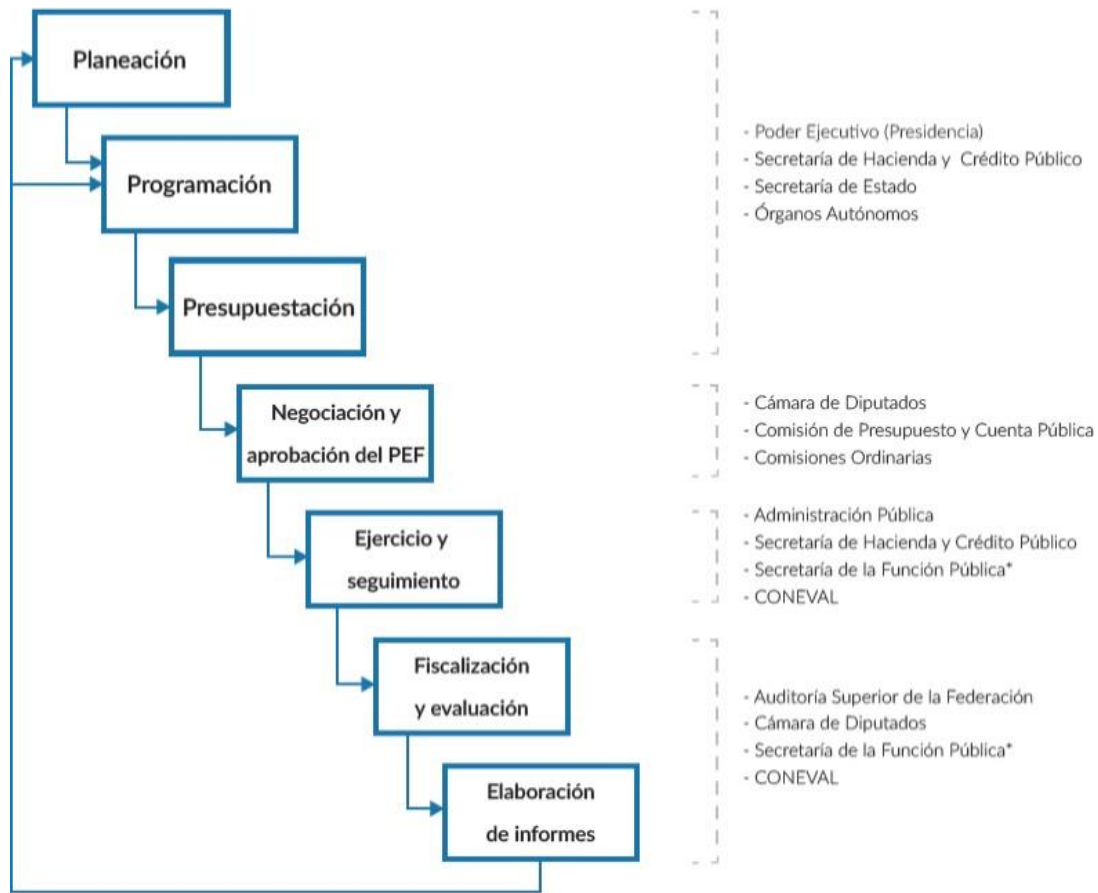 Planeación
Programación
Presupuestación
- Poder Ejecutivo (Presidencia)
- Secretaría de Hacienda y Crédito Público
- Secretaría de Estado
- Órganos Autónomos
Negociación y
aprobación del PEF
- Cámara de Diputados
- Comisión de Presupuesto y Cuenta Pública
- Comisiones Ordinarias
Ejercicio y
seguimiento
- Administración Pública
- Secretaría de Hacienda y Crédito Público
- Secretaría de la Función Pública*
- CONEVAL
Fiscalización
y evaluación
Elaboración
de informes
- Auditoría Superior de la Federación
- Cámara de Diputados
- Secretaría de la Función Pública*
- CONEVAL